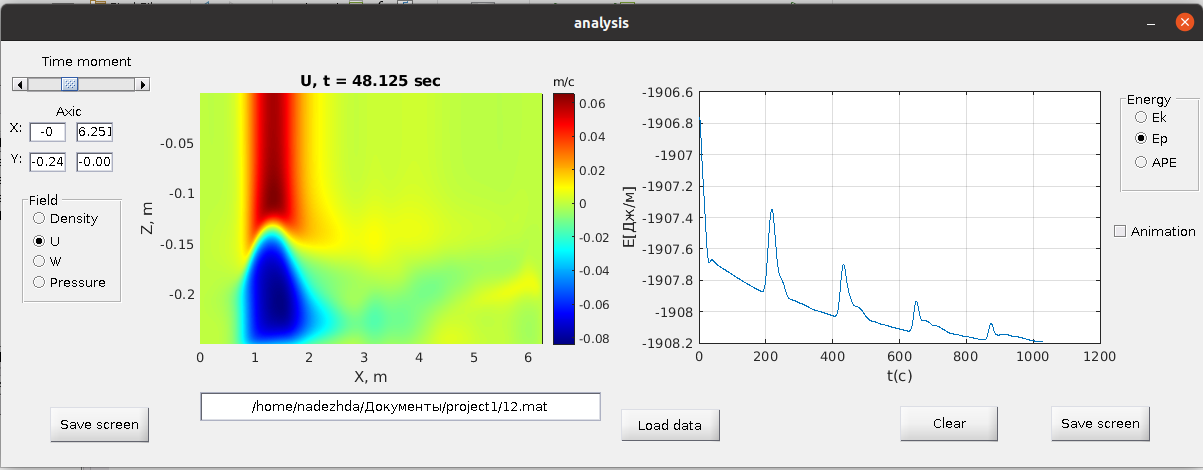 analysis
Time moment
Axic
X: -0 6.251
Y: -0.24 -0.00
Field
Density
U
W
Pressure
Save screen
U, t = 48.125 sec
m/c
Z, m
-0.05
-0.1
-0.15
-0.2
0 1 2 3 4 5 6
X, m
0.06
0.04
0.02
0
-0.02
-0.04
-0.06
-0.08
/home/nadezhda/Документы/project1/12.mat
E[Дж/м]
-1906.6
-1906.8
-1907
-1907.2
-1907.4
-1907.6
-1907.8
-1908
-1908.2
0 200 400 600 800 1000 1200
t(c)
Load data
Clear
Save screen
Energy
Ek
Ep
APE
Animation